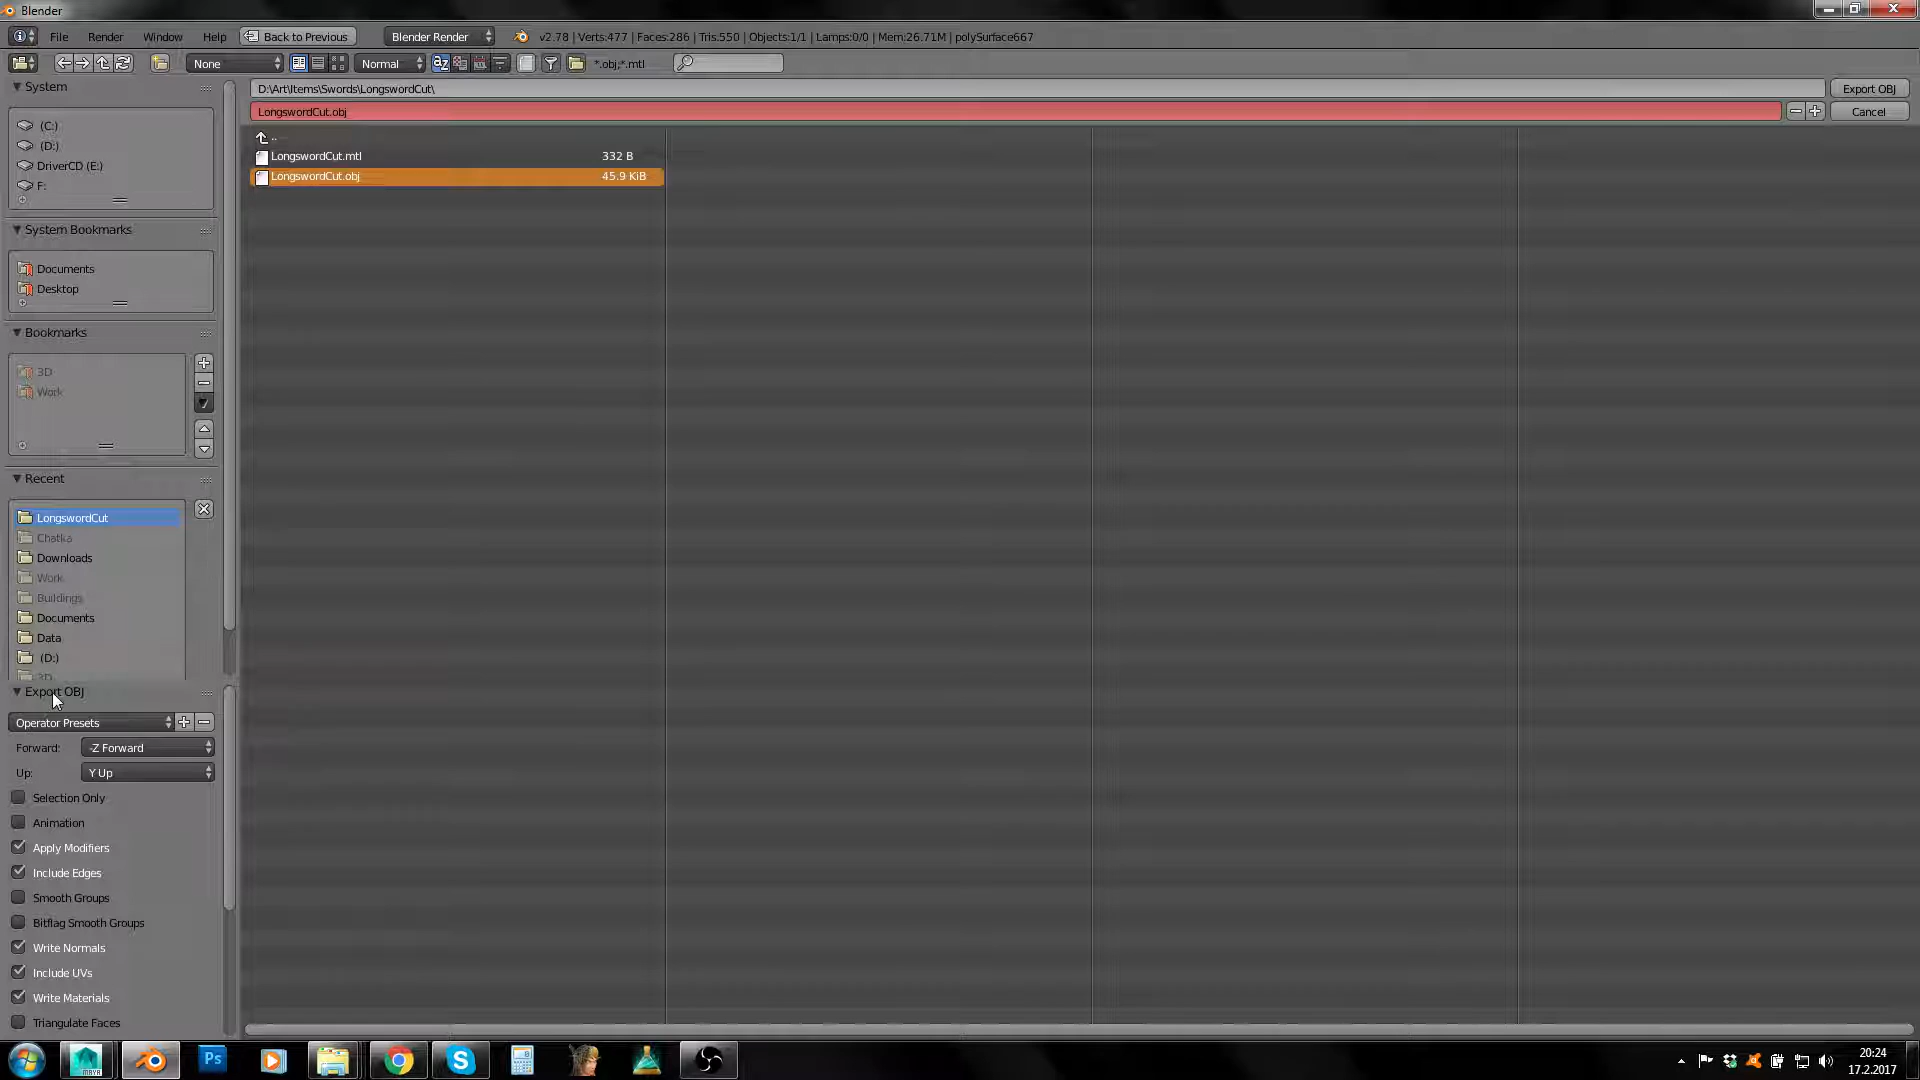 Blender
File Render Window Help Back to Previous Blender Render v2.78 | Verts:477 | Faces:286 | Tris:550 | Objects:1/1 | Lamps:0/0 | Mem:26.71M | polySurface667
None Normal *.obj;*.mtl
System
D:\Art\Items\Swords\LongswordCut\ Export OBJ
LongswordCut.obj Cancel
(C:)
(D:)
DriverCD (E:)
F:
..
LongswordCut.mtl 332 B
LongswordCut.obj 45.9 KiB
System Bookmarks
Documents
Desktop
Bookmarks
3D
Work
Recent
LongswordCut
Chatka
Downloads
Work
Buildings
Documents
Data
(D:)
3D
Export OBJ
Operator Presets
Forward: -Z Forward
Up: Y Up
Selection Only
Animation
Apply Modifiers
Include Edges
Smooth Groups
Bitflag Smooth Groups
Write Normals
Include UVs
Write Materials
Triangulate Faces
MAYA Ps 20:24
17.2.2017